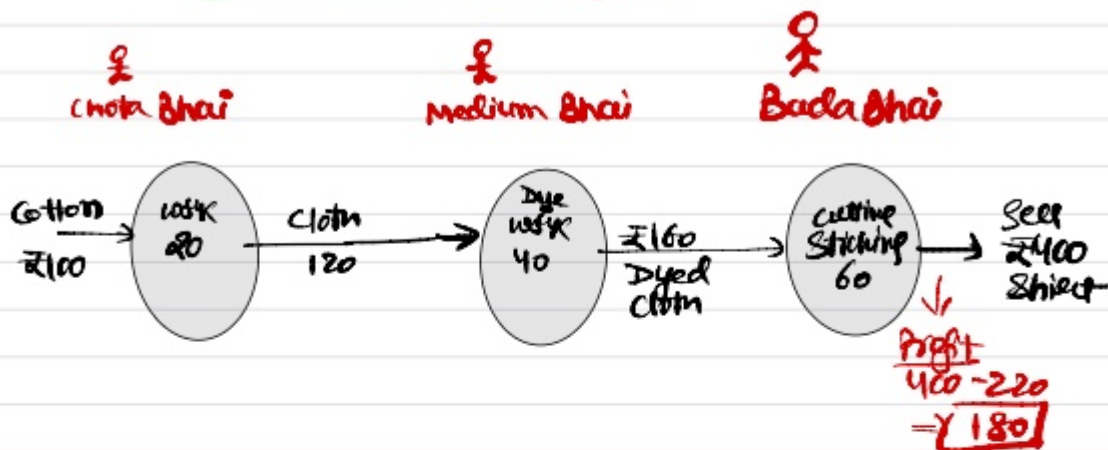 Chota Bhai
Medium Bhai
Bada Bhai
Cotton
₹100
work
20
Cloth
120
Dye
work
40
₹160
Dyed
Cloth
Cutting
Stiching
60
Sell
₹400
Shirt
Profit
400-220
=₹ 180